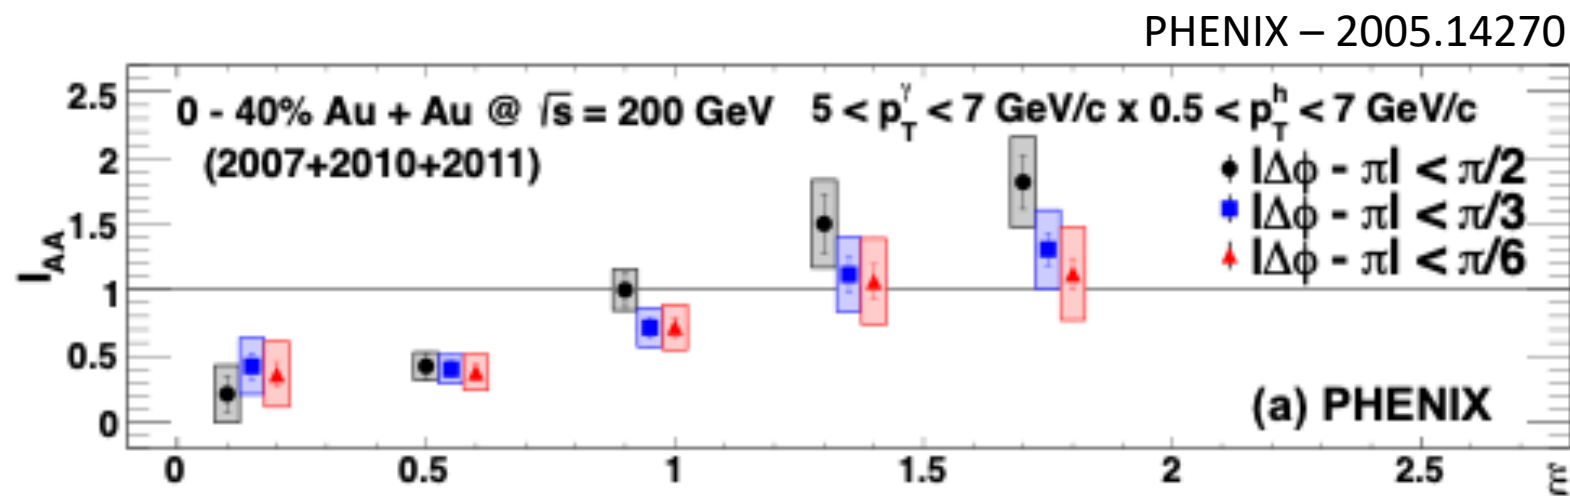 PHENIX – 2005.14270
0 - 40% Au + Au @ √s = 200 GeV 5 < p_T^γ < 7 GeV/c x 0.5 < p_T^h < 7 GeV/c
(2007+2010+2011)
|Δϕ - π| < π/2
|Δϕ - π| < π/3
|Δϕ - π| < π/6
I_AA
2.5
2
1.5
1
0.5
0
(a) PHENIX
0 0.5 1 1.5 2 2.5 ξ